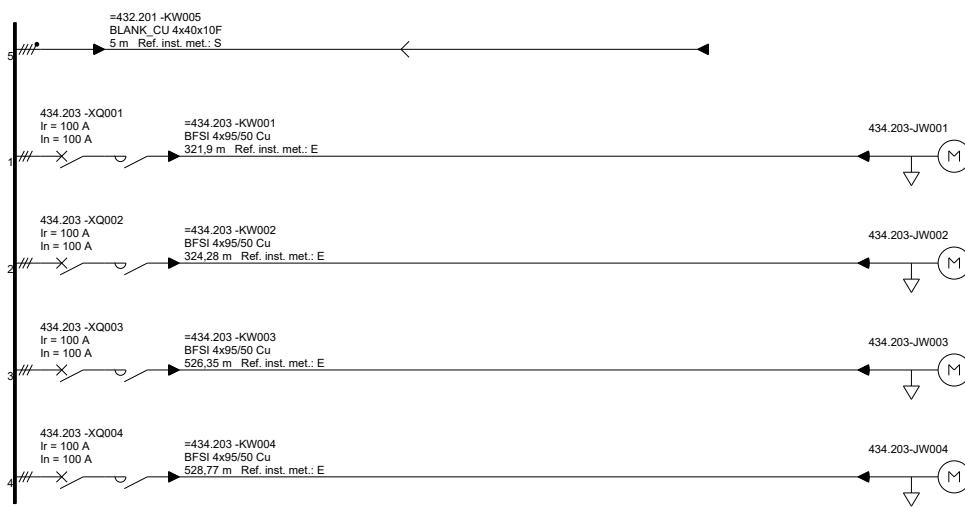 =432.201 -KW005
BLANK_CU 4x40x10F
5 m Ref. inst. met.: S
5
434.203 -XQ001
Ir = 100 A
In = 100 A
=434.203 -KW001
BFSI 4x95/50 Cu
321,9 m Ref. inst. met.: E
434.203-JW001
1
M
434.203 -XQ002
Ir = 100 A
In = 100 A
=434.203 -KW002
BFSI 4x95/50 Cu
324,28 m Ref. inst. met.: E
434.203-JW002
2
M
434.203 -XQ003
Ir = 100 A
In = 100 A
=434.203 -KW003
BFSI 4x95/50 Cu
526,35 m Ref. inst. met.: E
434.203-JW003
3
M
434.203 -XQ004
Ir = 100 A
In = 100 A
=434.203 -KW004
BFSI 4x95/50 Cu
528,77 m Ref. inst. met.: E
434.203-JW004
4
M